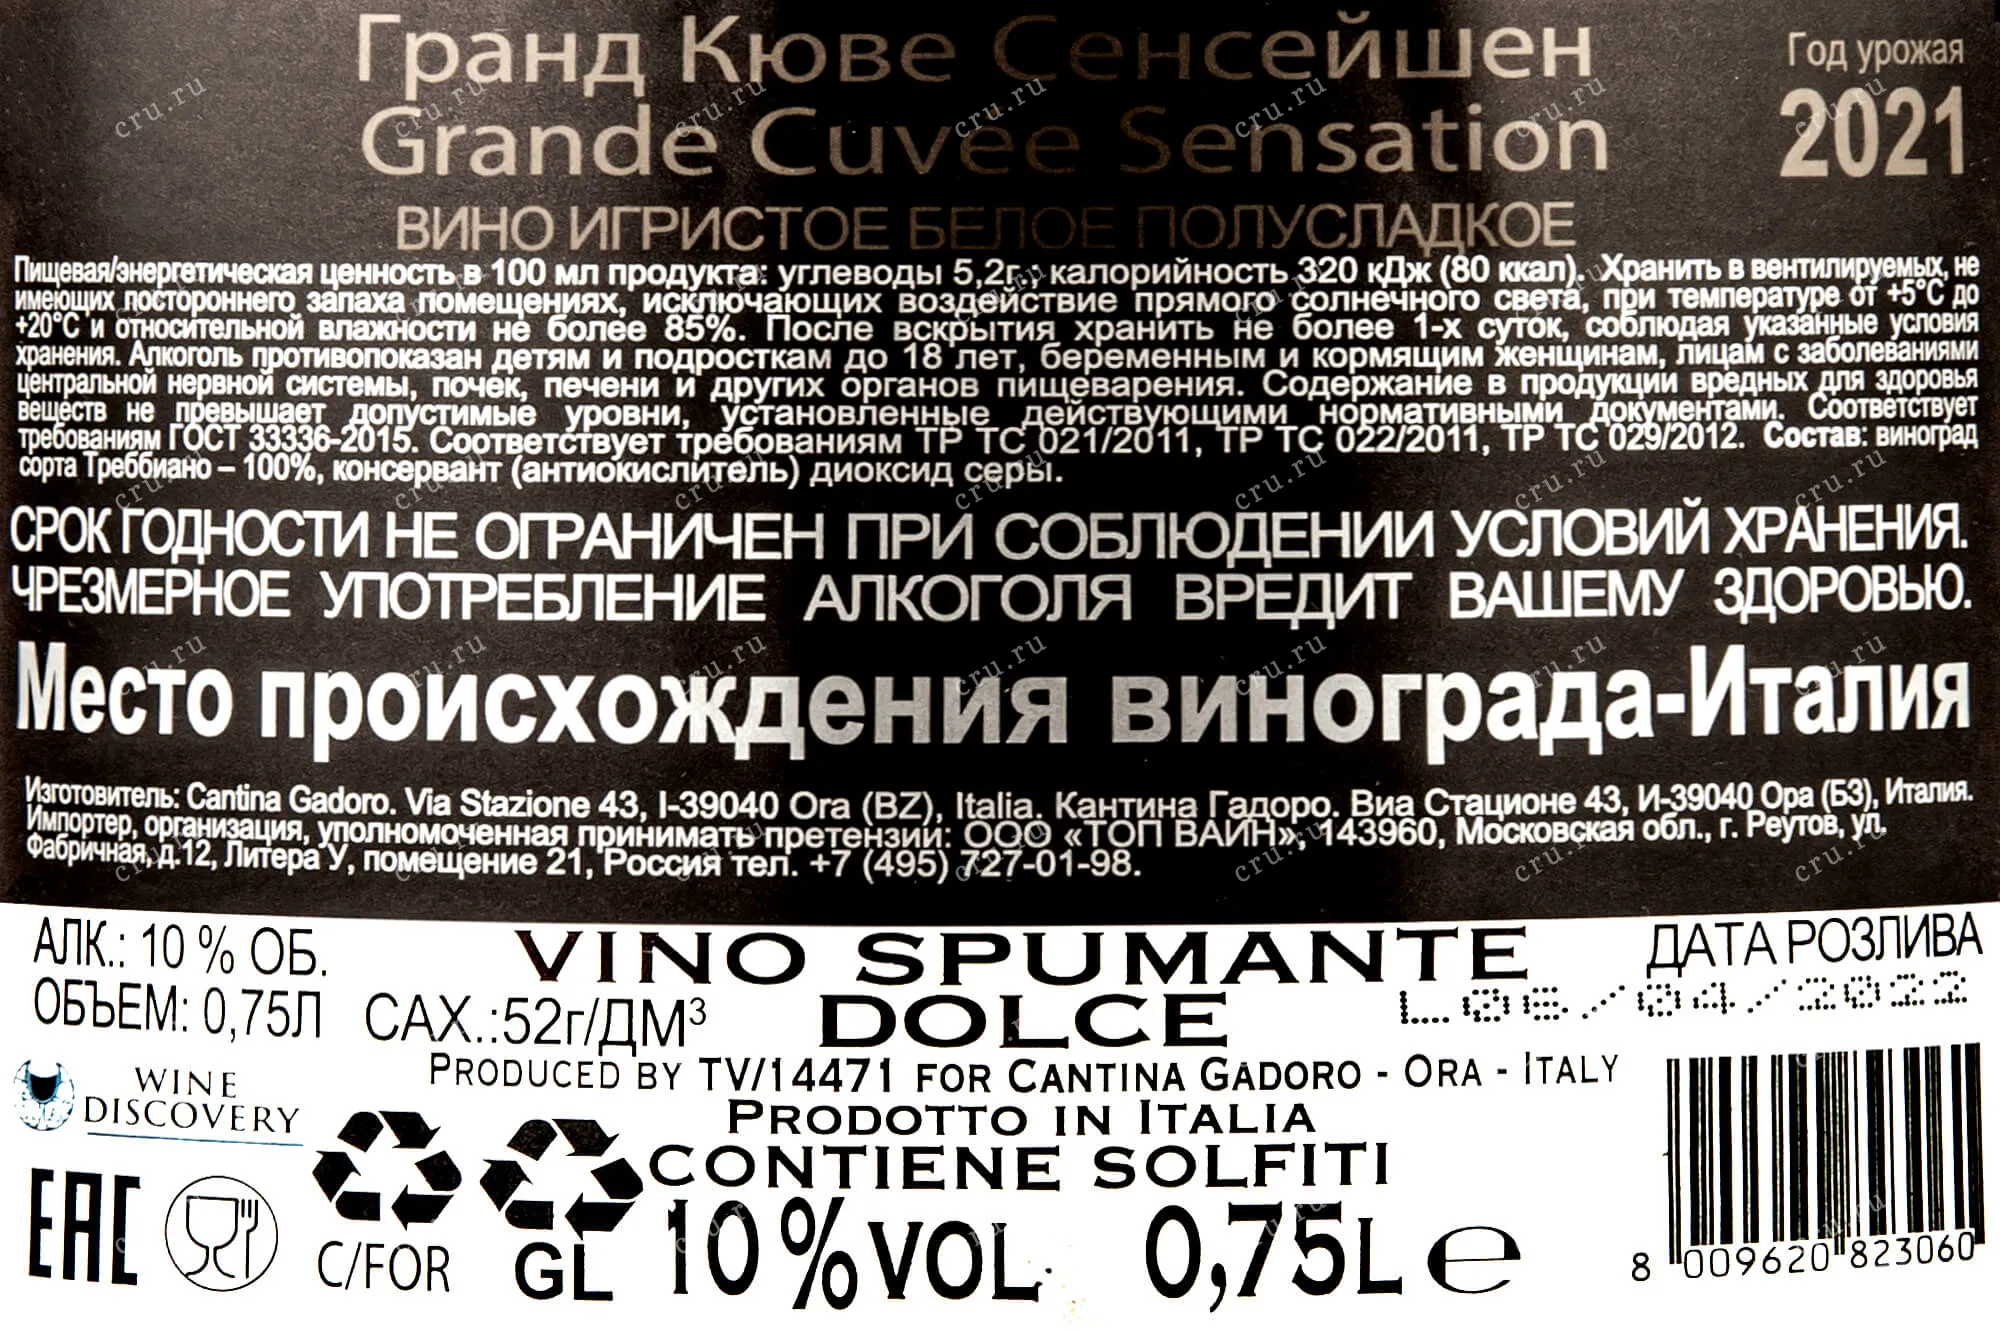 Гранд Кюве Сенсейшен
Grande Cuvee Sensation
Год урожая
2021
ВИНО ИГРИСТОЕ БЕЛОЕ ПОЛУСЛАДКОЕ
Пищевая/энергетическая ценность в 100 мл продукта: углеводы 5,2г., калорийность 320 кДж (80 ккал). Хранить в вентилируемых, не
имеющих постороннего запаха помещениях, исключающих воздействие прямого солнечного света, при температуре от +5°С до
+20°С и относительной влажности не более 85%. После вскрытия хранить не более 1-х суток, соблюдая указанные условия
хранения. Алкоголь противопоказан детям и подросткам до 18 лет, беременным и кормящим женщинам, лицам с заболеваниями
центральной нервной системы, почек, печени и других органов пищеварения. Содержание в продукции вредных для здоровья
веществ не превышает допустимые уровни, установленные действующими нормативными документами. Соответствует
требованиям ГОСТ 33336-2015. Соответствует требованиям ТР ТС 021/2011, ТР ТС 022/2011, ТР ТС 029/2012. Состав: виноград
сорта Треббиано – 100%, консервант (антиокислитель) диоксид серы.
СРОК ГОДНОСТИ НЕ ОГРАНИЧЕН ПРИ СОБЛЮДЕНИИ УСЛОВИЙ ХРАНЕНИЯ.
ЧРЕЗМЕРНОЕ УПОТРЕБЛЕНИЕ АЛКОГОЛЯ ВРЕДИТ ВАШЕМУ ЗДОРОВЬЮ.
Место происхождения винограда-Италия
Изготовитель: Cantina Gadoro. Via Stazione 43, I-39040 Ora (BZ), Italia. Кантина Гадоро. Виа Стационе 43, И-39040 Ора (БЗ), Италия.
Импортер, организация, уполномоченная принимать претензии: ООО «ТОП ВАЙН», 143960, Московская обл., г. Реутов, ул.
Фабричная, д.12, Литера У, помещение 21, Россия тел. +7 (495) 727-01-98.
АЛК.: 10 % ОБ.
ОБЪЕМ: 0,75Л
САХ.:52г/ДМ³
VINO SPUMANTE
DOLCE
ДАТА РОЗЛИВА
L06/04/2022
PRODUCED BY TV/14471 FOR CANTINA GADORO - ORA - ITALY
PRODOTTO IN ITALIA
CONTIENE SOLFITI
10%VOL. 0,75L e
WINE
DISCOVERY
EAC
C/FOR
GL
8 009620 823060
cru.ru